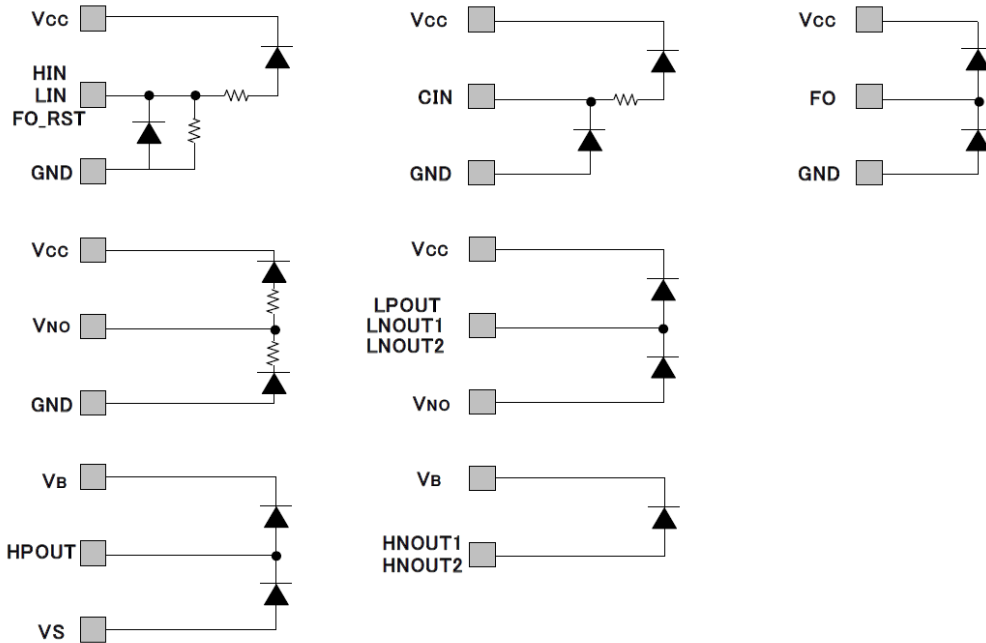 Vcc
HIN
LIN
FO_RST
GND
Vcc
CIN
GND
Vcc
FO
GND
Vcc
VNO
GND
Vcc
LPOUT
LNOUT1
LNOUT2
VNO
VB
HPOUT
VS
VB
HNOUT1
HNOUT2